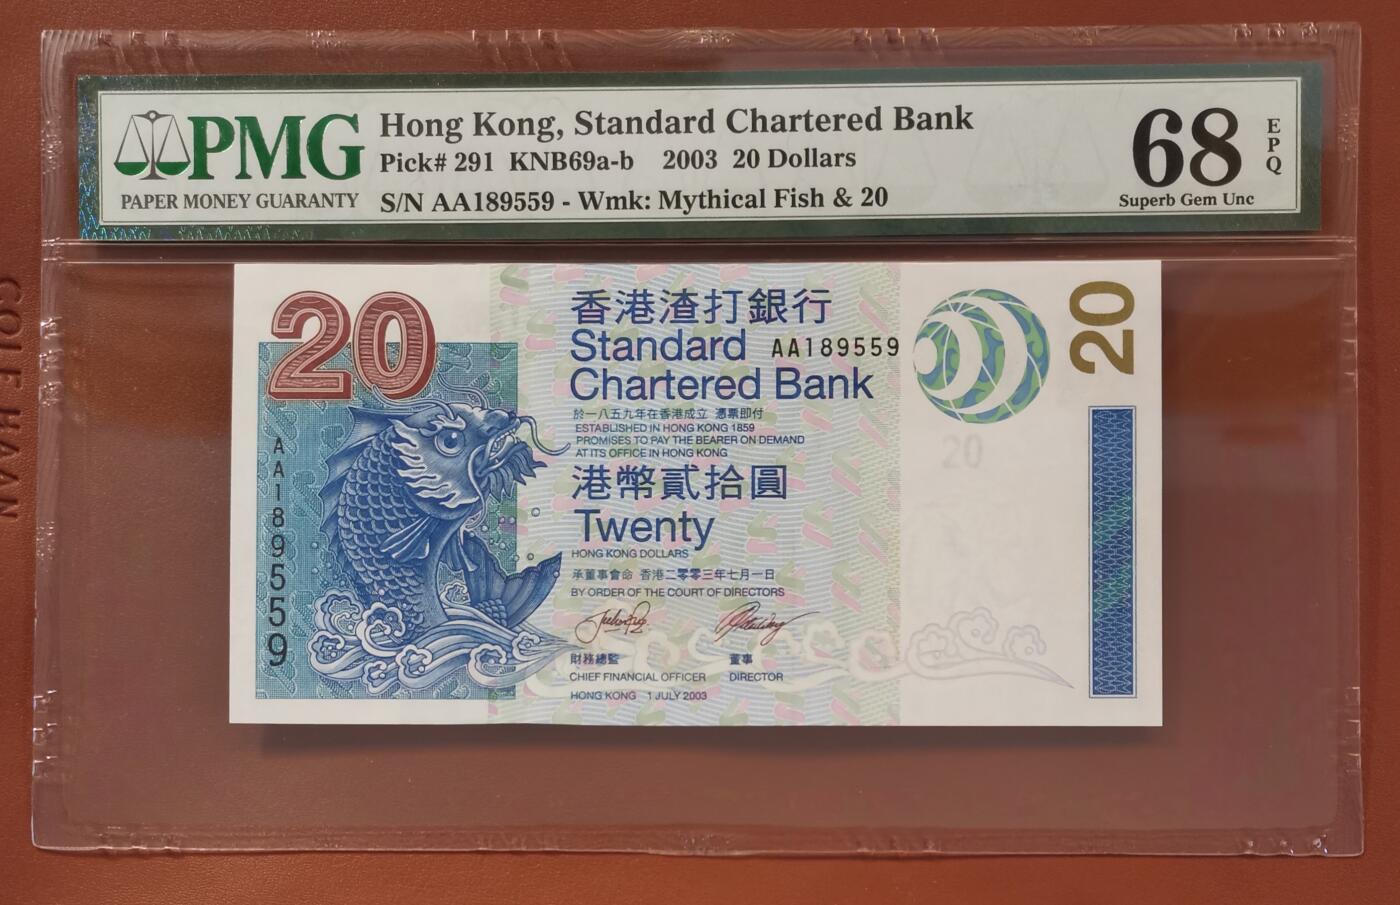 PMG
PAPER MONEY GUARANTY
Hong Kong, Standard Chartered Bank
Pick# 291 KNB69a-b 2003 20 Dollars
S/N AA189559 - Wmk: Mythical Fish & 20
68
EPQ
Superb Gem Unc
COLE HAAN
20
香港渣打銀行
Standard
AA189559
Chartered Bank
於一八五九年在香港成立 憑票即付
ESTABLISHED IN HONG KONG 1859
PROMISES TO PAY THE BEARER ON DEMAND
AT ITS OFFICE IN HONG KONG
港幣貳拾圓
Twenty
HONG KONG DOLLARS
承董事會命 香港二零零三年七月一日
BY ORDER OF THE COURT OF DIRECTORS
財務總監 董事
CHIEF FINANCIAL OFFICER DIRECTOR
HONG KONG 1 JULY 2003
AA189559
20
20